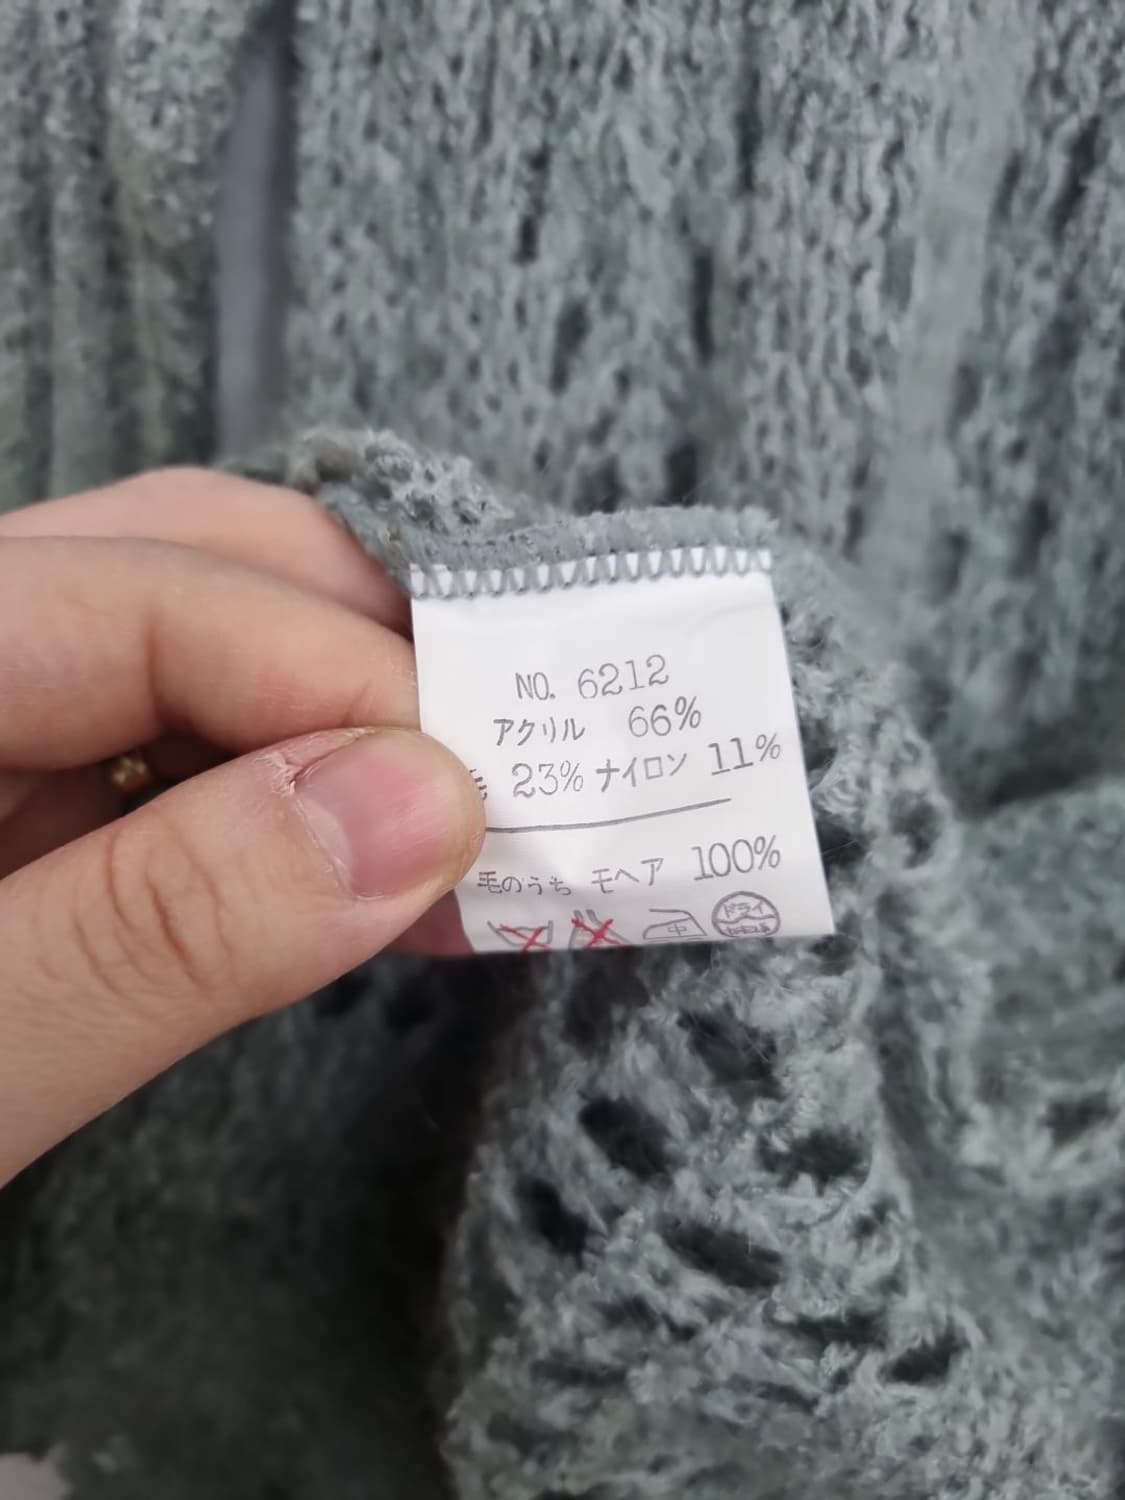 NO. 6212
アクリル 66%
毛 23% ナイロン 11%
毛のうち モヘア 100%
中 ドライ